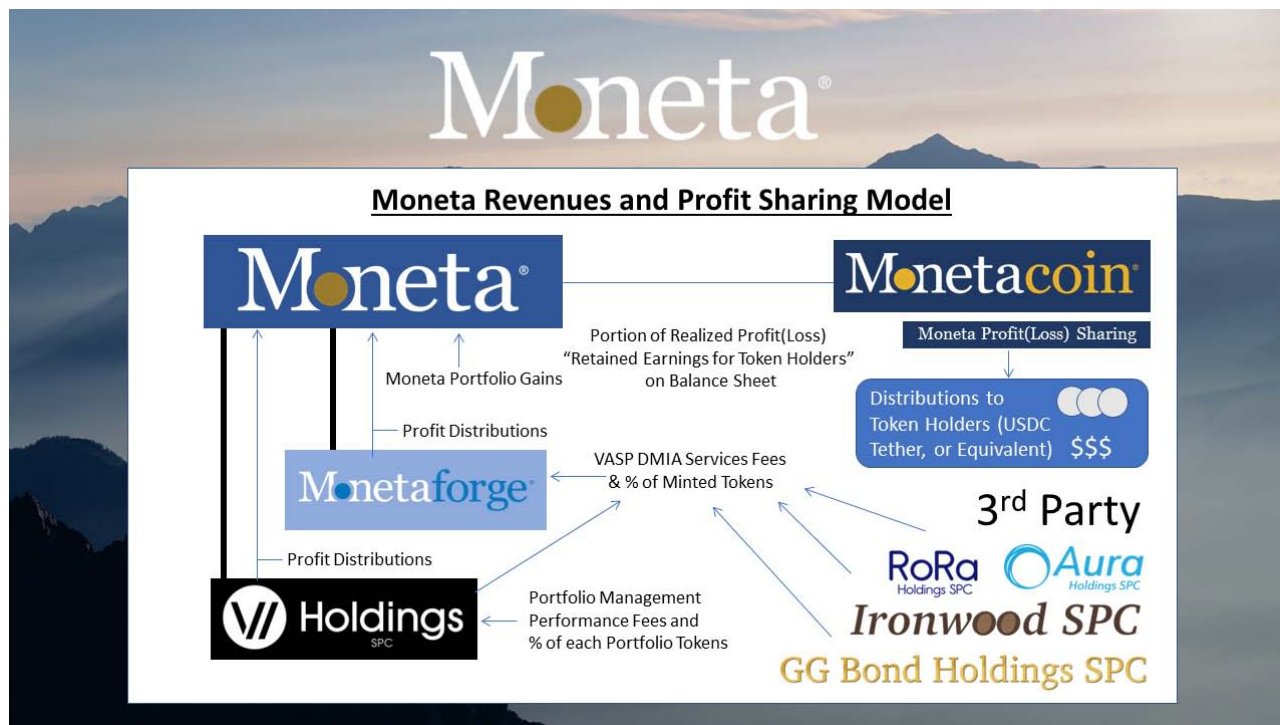 Moneta®
Moneta Revenues and Profit Sharing Model
Moneta®
Monetacoin®
Moneta Profit(Loss) Sharing
Portion of Realized Profit(Loss)
“Retained Earnings for Token Holders”
on Balance Sheet
Moneta Portfolio Gains
Distributions to
Token Holders (USDC
Tether, or Equivalent) $$$
Profit Distributions
Monetaforge®
VASP DMIA Services Fees
& % of Minted Tokens
3rd Party
RoRa
Holdings SPC
Aura
Holdings SPC
Profit Distributions
VII Holdings
SPC
Portfolio Management
Performance Fees and
% of each Portfolio Tokens
Ironwood SPC
GG Bond Holdings SPC